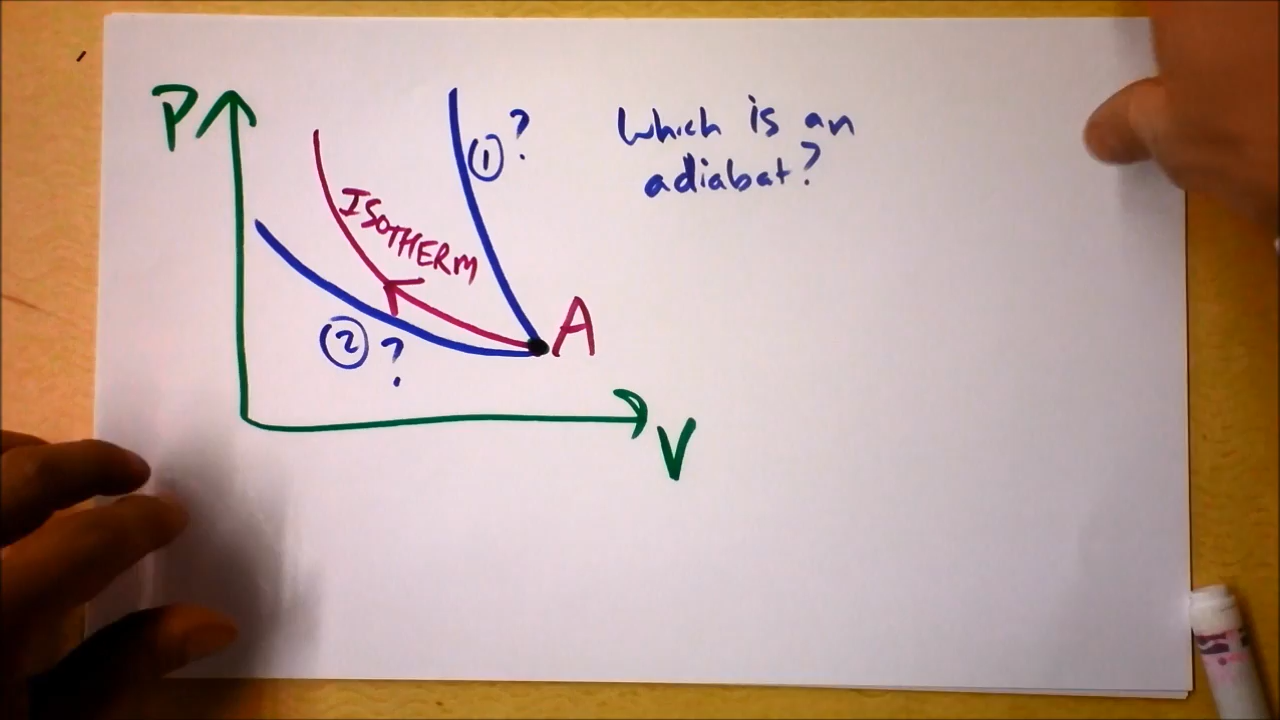 P
① ?
Which is an
adiabat?
ISOTHERM
② ?
A
V